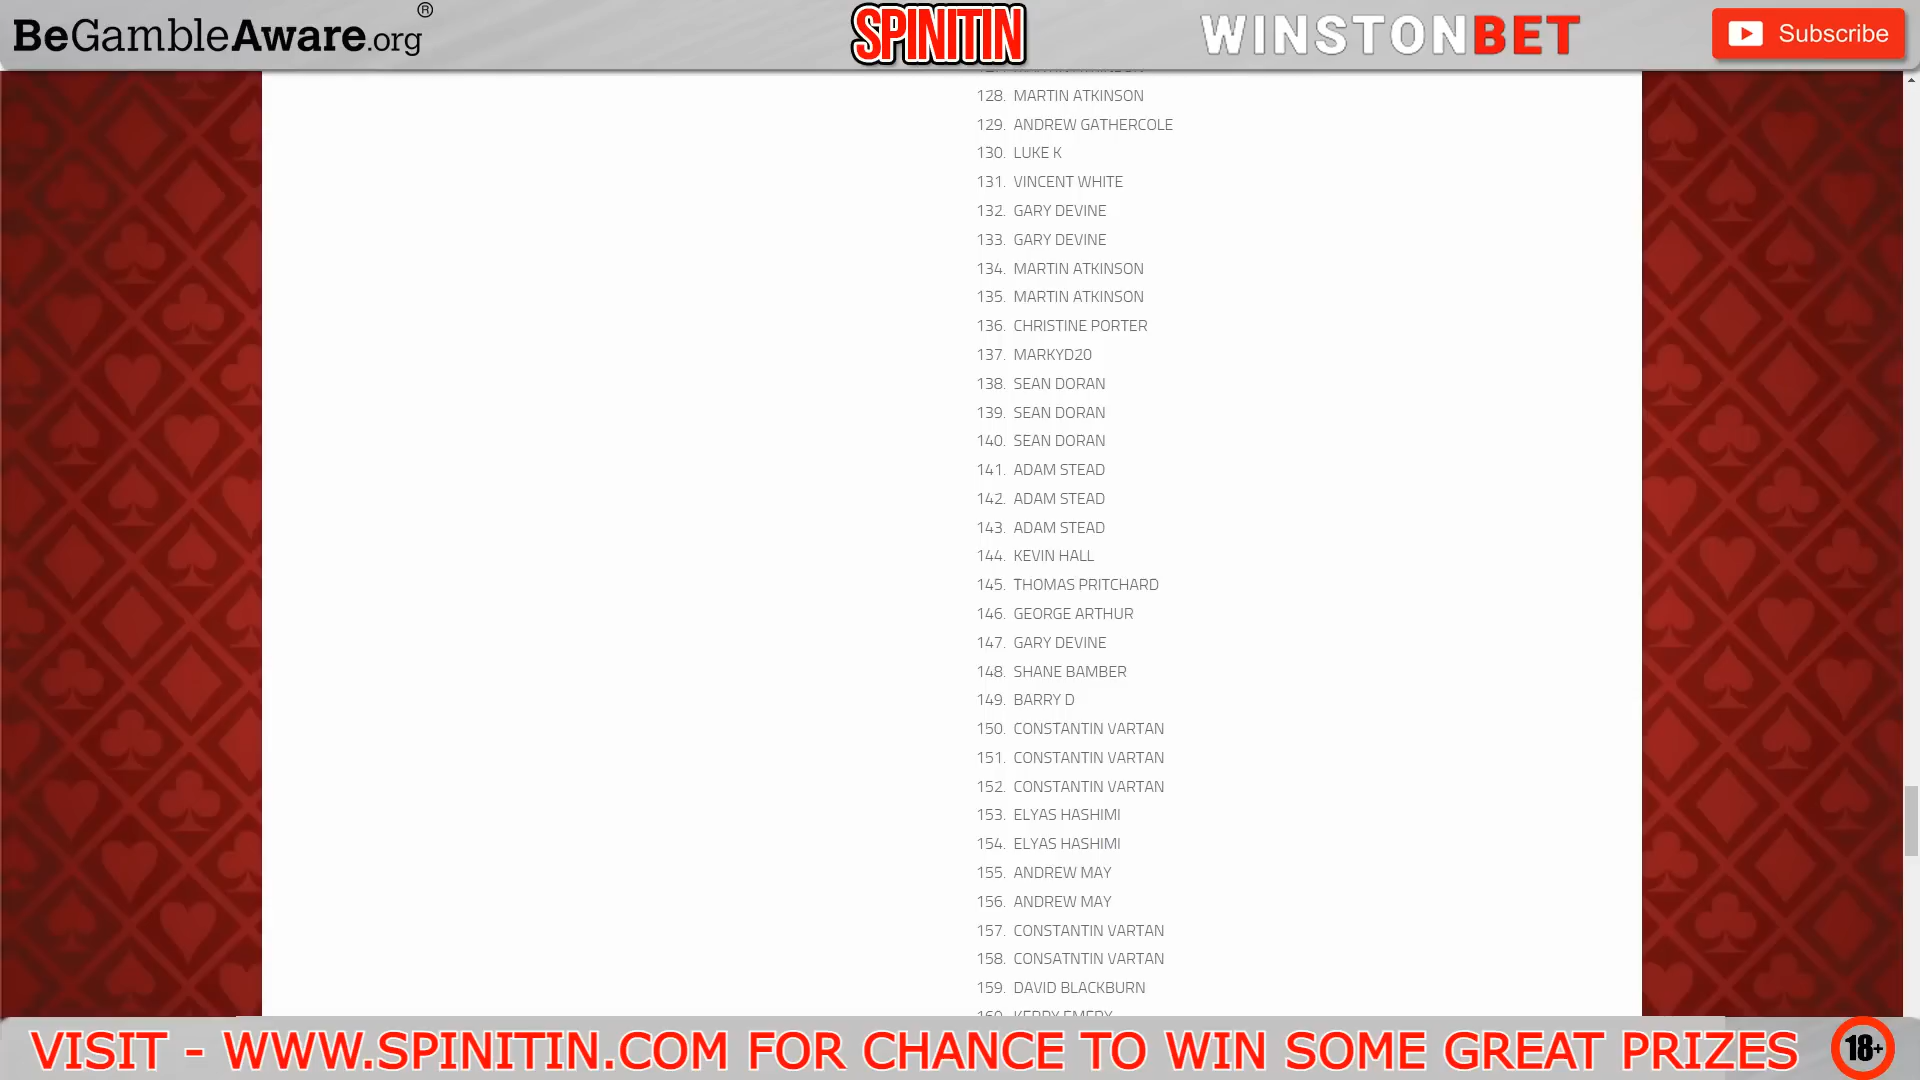 BeGambleAware.org®
SPINITIN
WINSTONBET
Subscribe
128. MARTIN ATKINSON
129. ANDREW GATHERCOLE
130. LUKE K
131. VINCENT WHITE
132. GARY DEVINE
133. GARY DEVINE
134. MARTIN ATKINSON
135. MARTIN ATKINSON
136. CHRISTINE PORTER
137. MARKYD20
138. SEAN DORAN
139. SEAN DORAN
140. SEAN DORAN
141. ADAM STEAD
142. ADAM STEAD
143. ADAM STEAD
144. KEVIN HALL
145. THOMAS PRITCHARD
146. GEORGE ARTHUR
147. GARY DEVINE
148. SHANE BAMBER
149. BARRY D
150. CONSTANTIN VARTAN
151. CONSTANTIN VARTAN
152. CONSTANTIN VARTAN
153. ELYAS HASHIMI
154. ELYAS HASHIMI
155. ANDREW MAY
156. ANDREW MAY
157. CONSTANTIN VARTAN
158. CONSATNTIN VARTAN
159. DAVID BLACKBURN
160. KERRY EMERY
VISIT - WWW.SPINITIN.COM FOR CHANCE TO WIN SOME GREAT PRIZES
18+